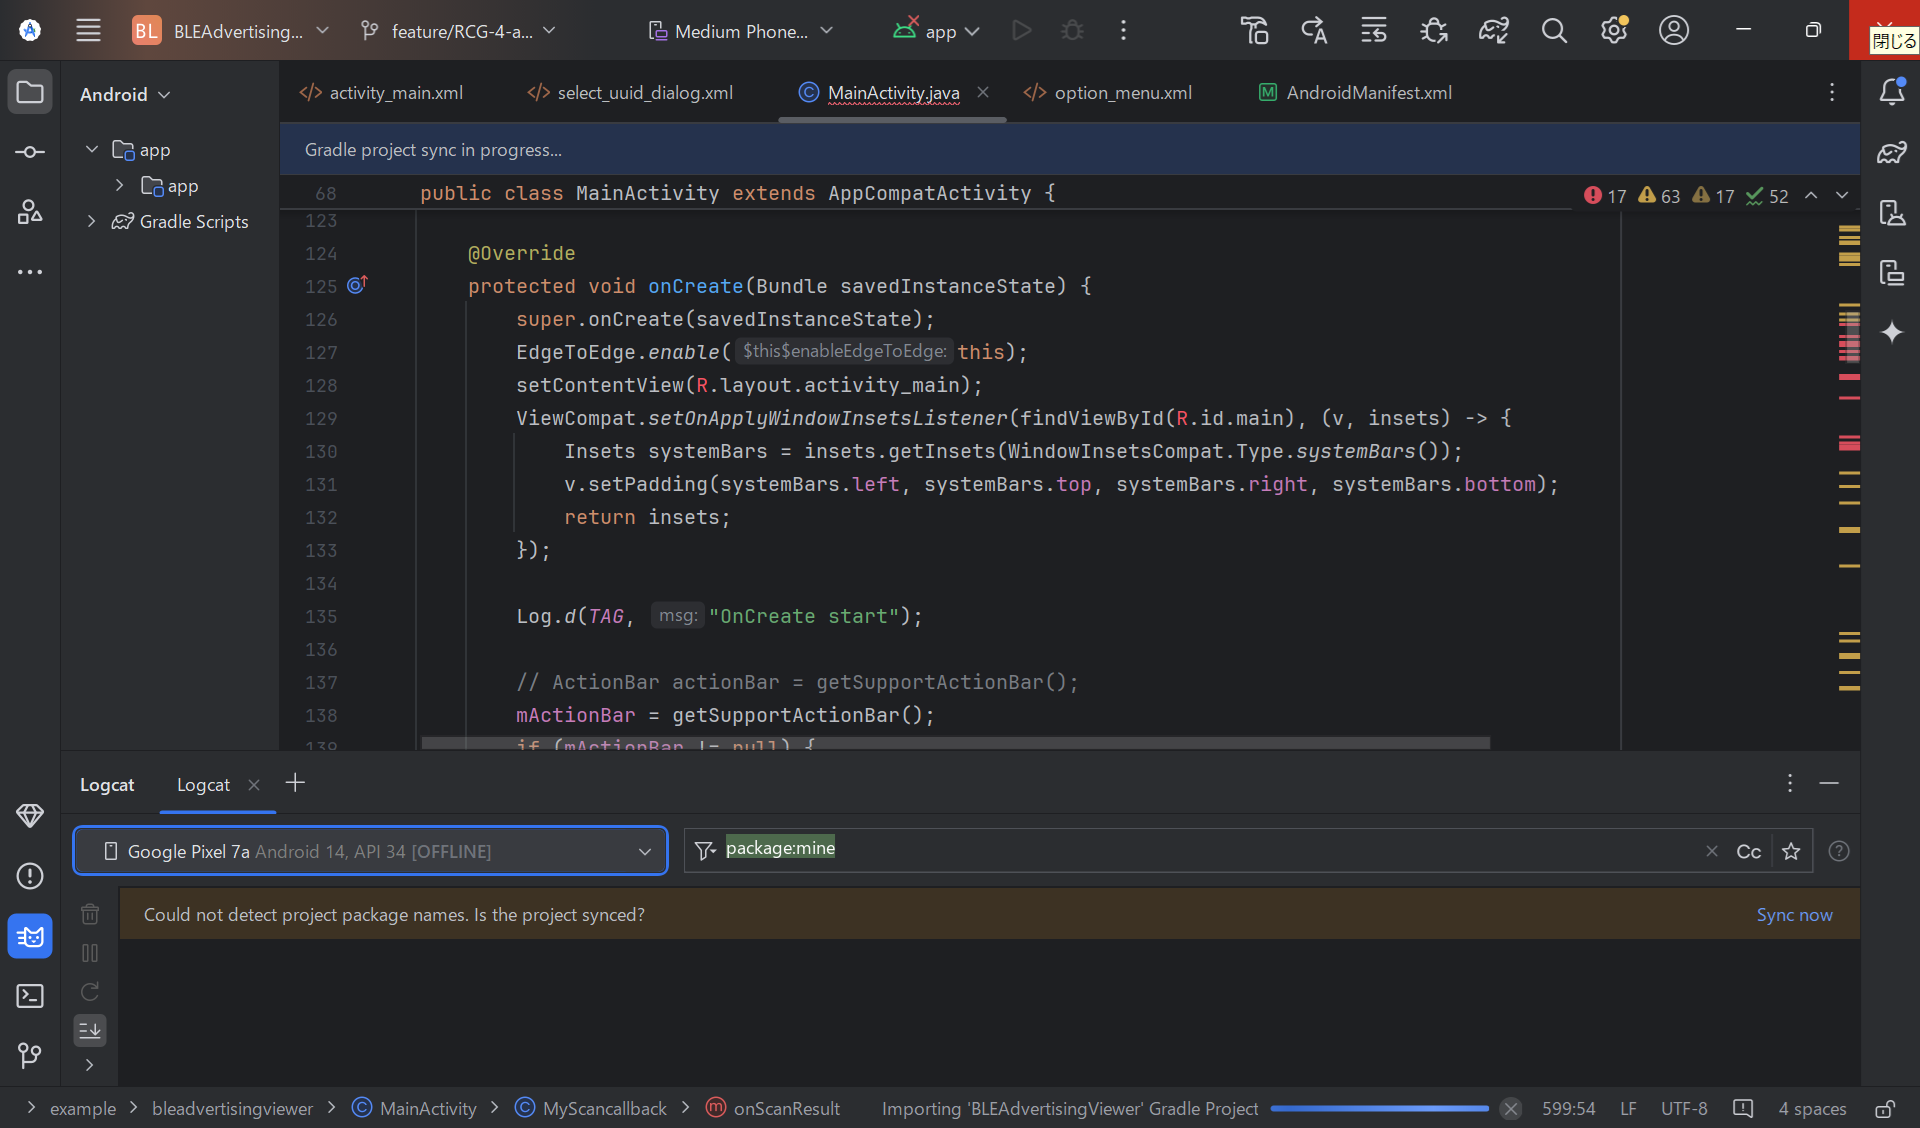 BL BLEAdvertising... feature/RCG-4-a... Medium Phone... app
閉じる
Android
activity_main.xml select_uuid_dialog.xml MainActivity.java option_menu.xml AndroidManifest.xml
app
app
Gradle Scripts
Gradle project sync in progress...
68 public class MainActivity extends AppCompatActivity { 17 63 17 52
123
124 @Override
125 protected void onCreate(Bundle savedInstanceState) {
126 super.onCreate(savedInstanceState);
127 EdgeToEdge.enable( $this$enableEdgeToEdge: this);
128 setContentView(R.layout.activity_main);
129 ViewCompat.setOnApplyWindowInsetsListener(findViewById(R.id.main), (v, insets) -> {
130 Insets systemBars = insets.getInsets(WindowInsetsCompat.Type.systemBars());
131 v.setPadding(systemBars.left, systemBars.top, systemBars.right, systemBars.bottom);
132 return insets;
133 });
134
135 Log.d(TAG, msg: "OnCreate start");
136
137 // ActionBar actionBar = getSupportActionBar();
138 mActionBar = getSupportActionBar();
139 if (mActionBar != null) {
Logcat Logcat
Google Pixel 7a Android 14, API 34 [OFFLINE] package:mine Cc
Could not detect project package names. Is the project synced? Sync now
example bleadvertisingviewer MainActivity MyScancallback onScanResult Importing 'BLEAdvertisingViewer' Gradle Project 599:54 LF UTF-8 4 spaces